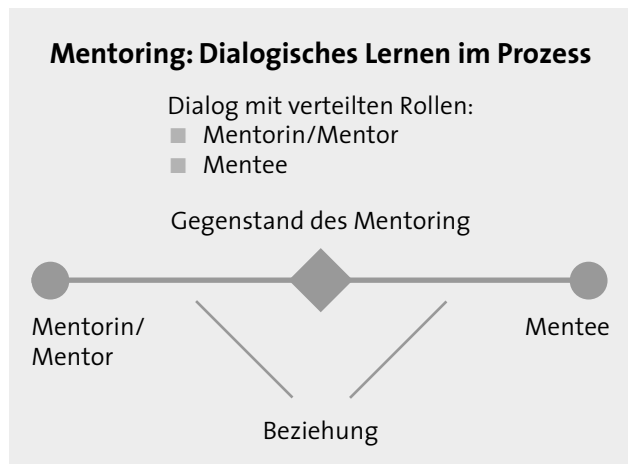 Mentoring: Dialogisches Lernen im Prozess
Dialog mit verteilten Rollen:
Mentorin/Mentor
Mentee
Gegenstand des Mentoring
Mentorin/
Mentor
Mentee
Beziehung